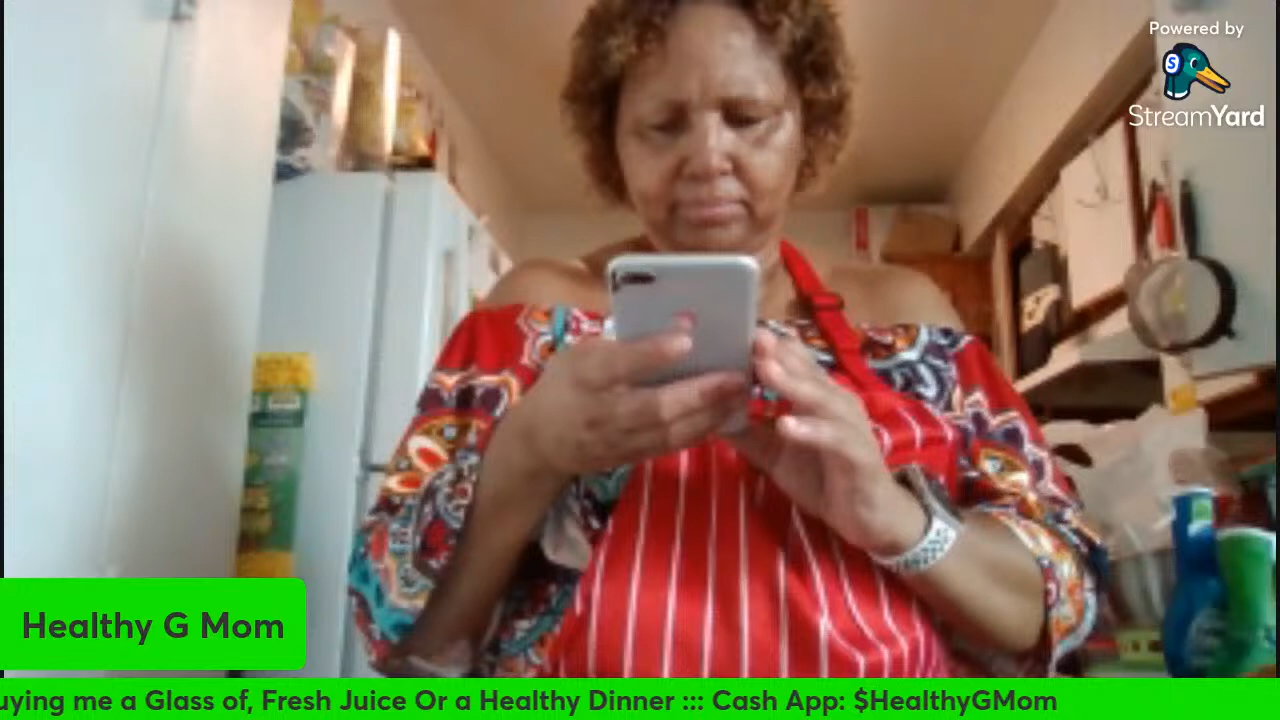 Powered by
StreamYard
Healthy G Mom
uying me a Glass of, Fresh Juice Or a Healthy Dinner ::: Cash App: $HealthyGMom